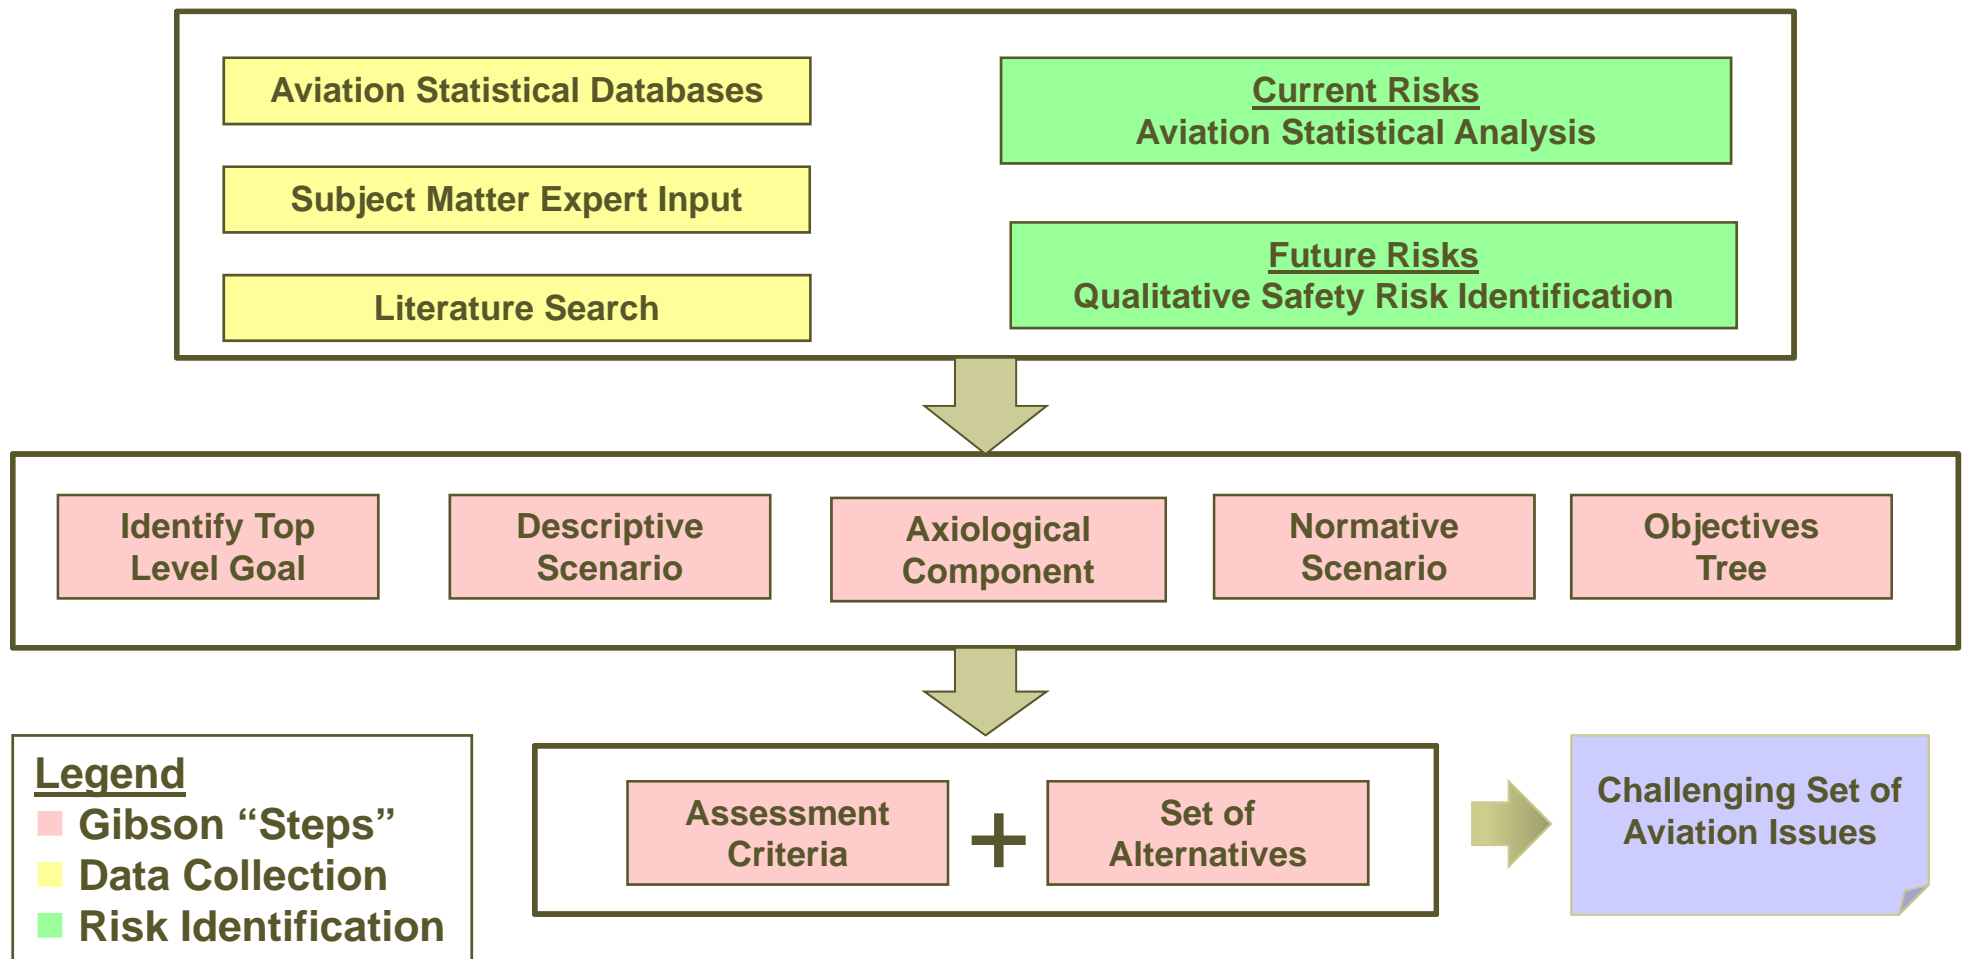 Aviation Statistical Databases
Subject Matter Expert Input
Literature Search
Current Risks
Aviation Statistical Analysis
Future Risks
Qualitative Safety Risk Identification
Identify Top
Level Goal
Descriptive
Scenario
Axiological
Component
Normative
Scenario
Objectives
Tree
Legend
Gibson “Steps”
Data Collection
Risk Identification
Assessment
Criteria
+
Set of
Alternatives
Challenging Set of
Aviation Issues